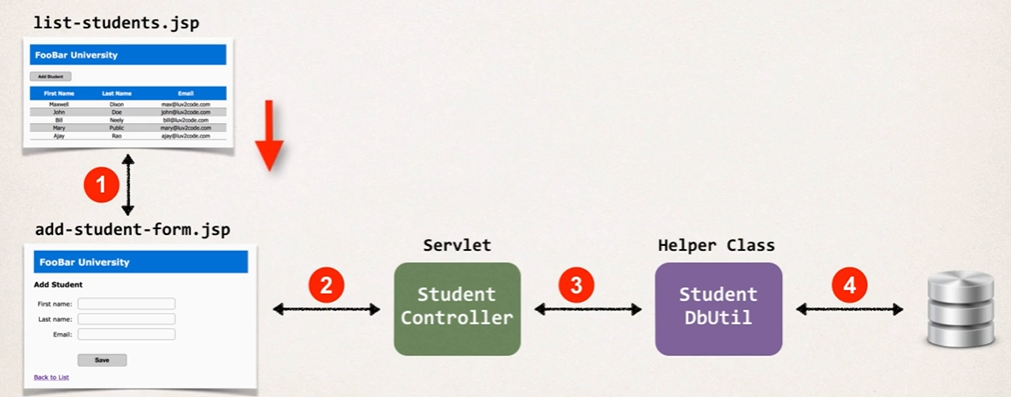 list-students.jsp
FooBar University
Add Student
First Name Last Name Email
Maxwell Dixon max@luv2code.com
John Doe john@luv2code.com
Bill Neely bill@luv2code.com
Mary Public mary@luv2code.com
Ajay Rao ajay@luv2code.com
1
add-student-form.jsp
FooBar University
Add Student
First name:
Last name:
Email:
Save
Back to List
2
Servlet
Student
Controller
3
Helper Class
Student
DbUtil
4